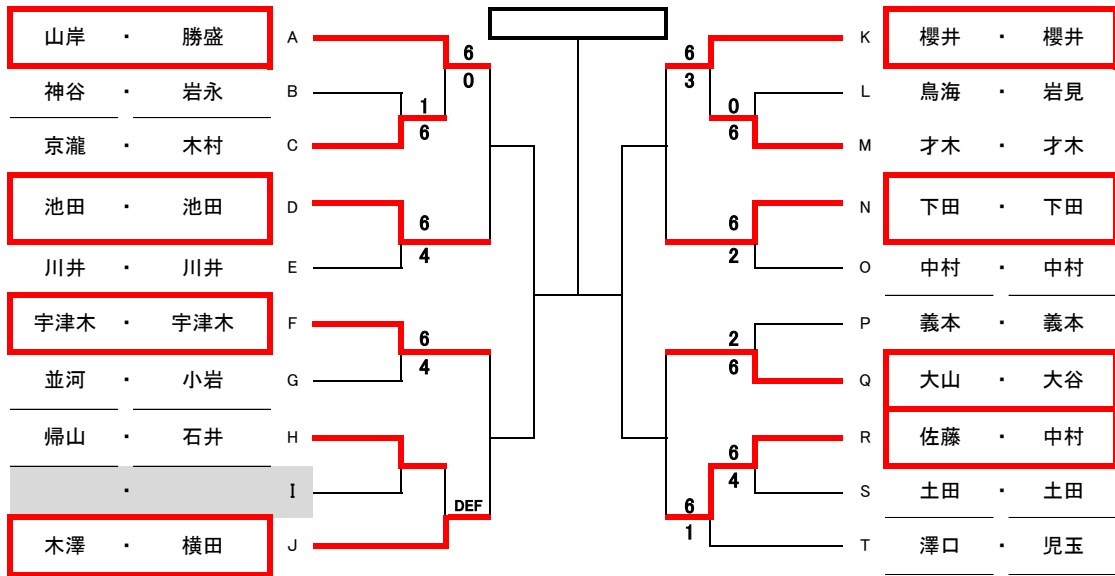 山岸 ・ 勝盛 A 6 0
神谷 ・ 岩永 B 1
京瀧 ・ 木村 C 6
池田 ・ 池田 D 6
川井 ・ 川井 E 4
宇津木 ・ 宇津木 F 6
並河 ・ 小岩 G 4
帰山 ・ 石井 H
・ I
木澤 ・ 横田 J DEF
6 3 K 櫻井 ・ 櫻井
0 L 鳥海 ・ 岩見
6 M 才木 ・ 才木
6 N 下田 ・ 下田
2 O 中村 ・ 中村
2 P 義本 ・ 義本
6 Q 大山 ・ 大谷
6 R 佐藤 ・ 中村
4 S 土田 ・ 土田
6 1 T 澤口 ・ 児玉